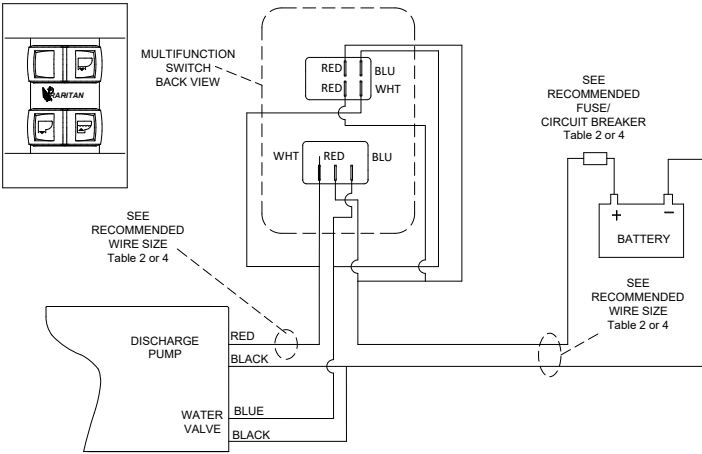 RARITAN
MULTIFUNCTION
SWITCH
BACK VIEW
RED BLU
RED WHT
WHT RED BLU
SEE
RECOMMENDED
FUSE/
CIRCUIT BREAKER
Table 2 or 4
+ −
BATTERY
SEE
RECOMMENDED
WIRE SIZE
Table 2 or 4
SEE
RECOMMENDED
WIRE SIZE
Table 2 or 4
DISCHARGE
PUMP
RED
BLACK
WATER
VALVE
BLUE
BLACK